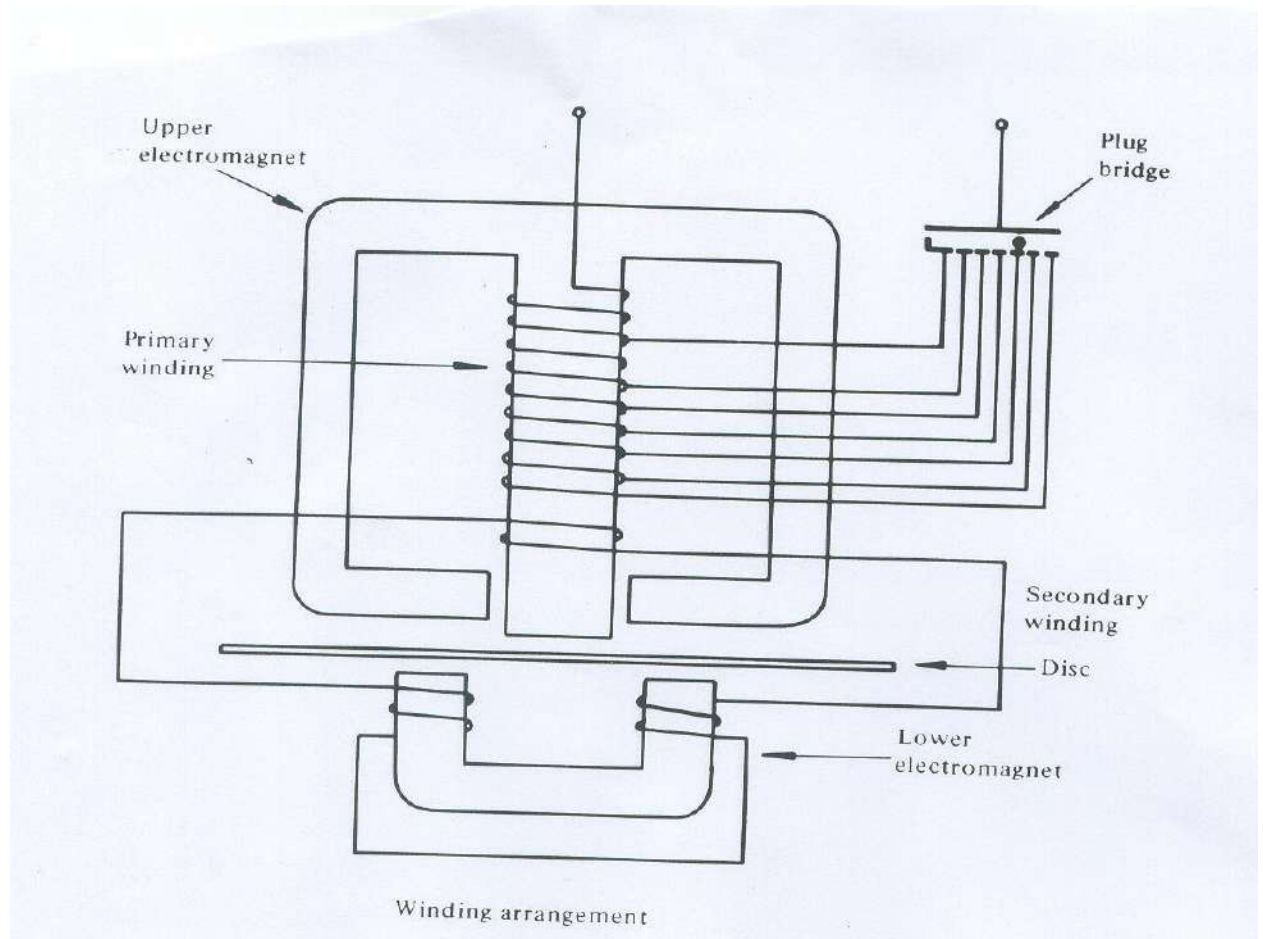 Upper
electromagnet
Plug
bridge
Primary
winding
Secondary
winding
Disc
Lower
electromagnet
Winding arrangement